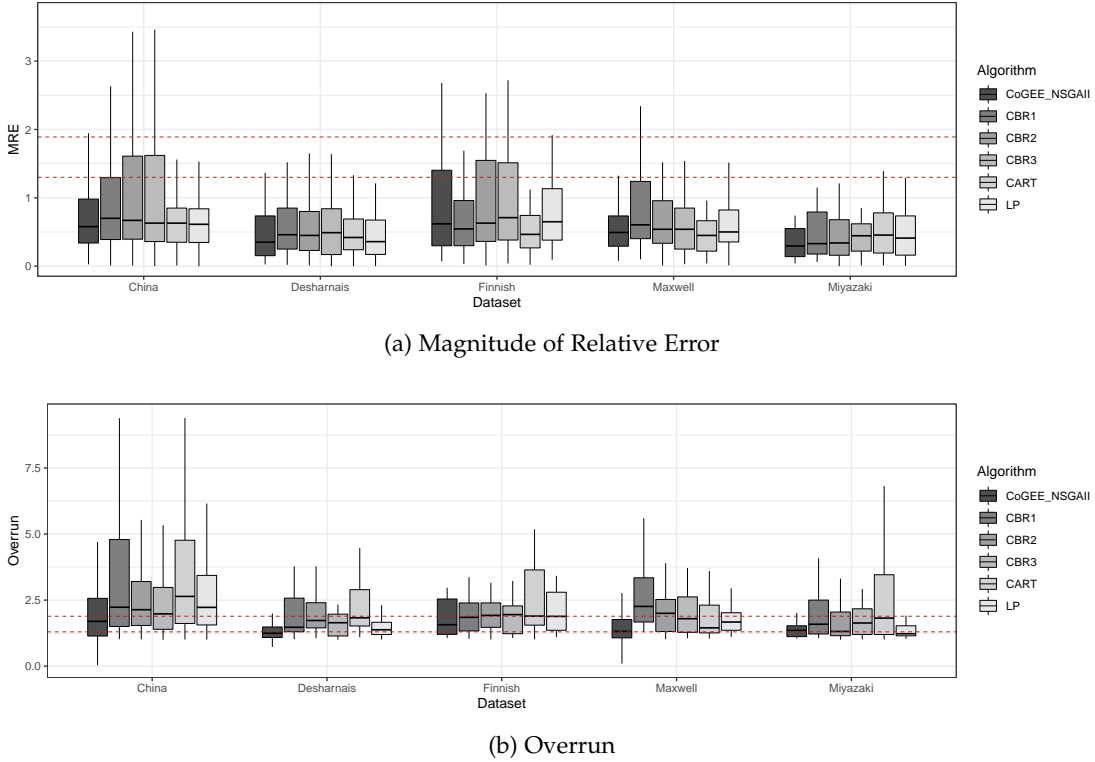 3
2
1
0
MRE
China
Desharnais
Finnish
Maxwell
Miyazaki
Dataset
Algorithm
CoGEE_NSGAII
CBR1
CBR2
CBR3
CART
LP
(a) Magnitude of Relative Error
7.5
5.0
2.5
0.0
Overrun
China
Desharnais
Finnish
Maxwell
Miyazaki
Dataset
Algorithm
CoGEE_NSGAII
CBR1
CBR2
CBR3
CART
LP
(b) Overrun